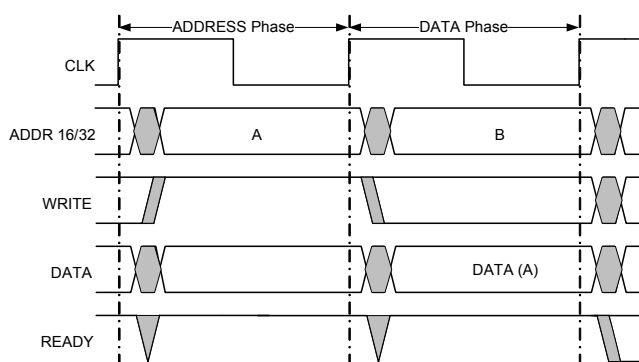 ADDRESS Phase DATA Phase
CLK
ADDR 16/32 A B
WRITE
DATA DATA (A)
READY